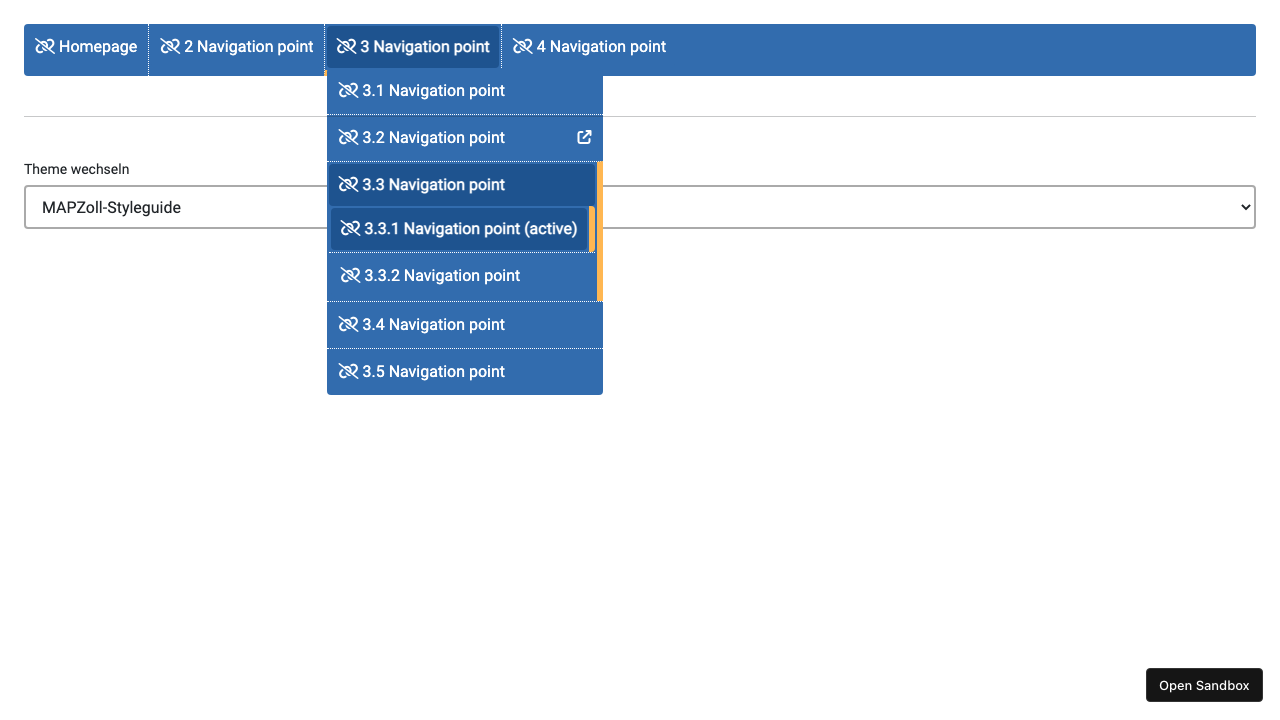 Homepage
2 Navigation point
3 Navigation point
4 Navigation point
3.1 Navigation point
3.2 Navigation point
Theme wechseln
3.3 Navigation point
MAPZoll-Styleguide
3.3.1 Navigation point (active)
3.3.2 Navigation point
3.4 Navigation point
3.5 Navigation point
Open Sandbox